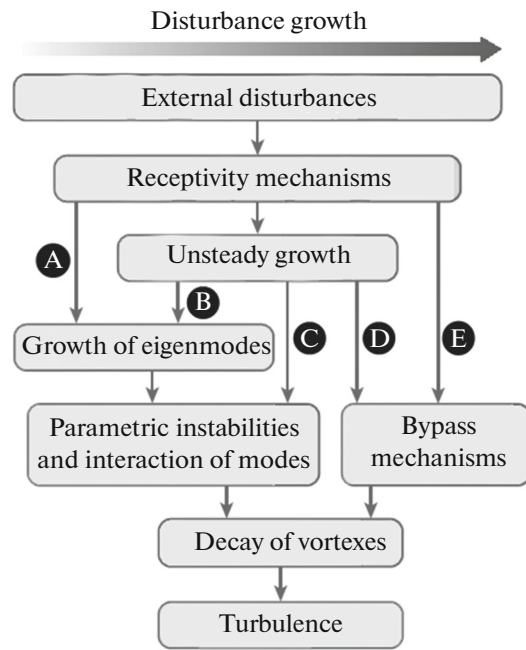 Disturbance growth
External disturbances
Receptivity mechanisms
A
Unsteady growth
B
Growth of eigenmodes
C
D
E
Parametric instabilities
and interaction of modes
Bypass
mechanisms
Decay of vortexes
Turbulence